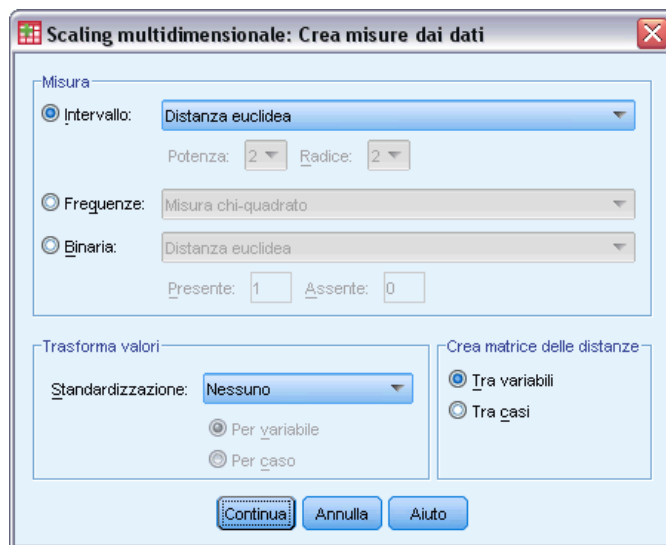 Scaling multidimensionale: Crea misure dai dati
Misura
Intervallo: Distanza euclidea
Potenza: 2 Radice: 2
Frequenze: Misura chi-quadrato
Binaria: Distanza euclidea
Presente: 1 Assente: 0
Trasforma valori
Standardizzazione: Nessuno
Per variabile
Per caso
Crea matrice delle distanze
Tra variabili
Tra casi
Continua Annulla Aiuto